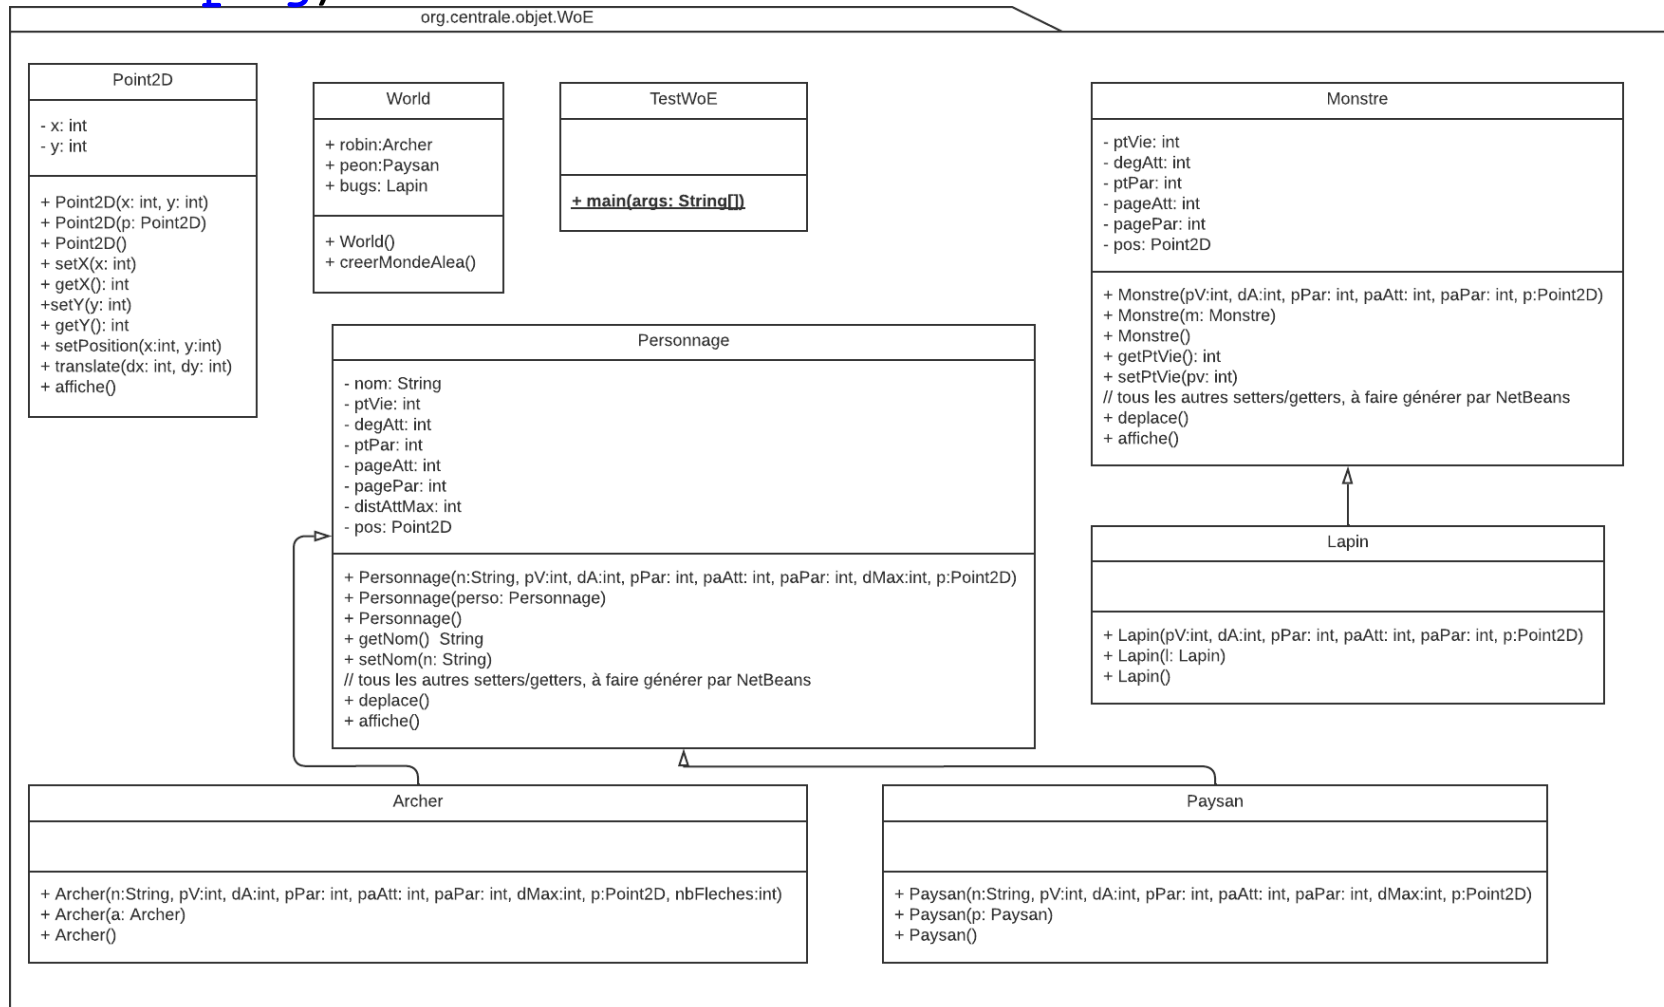 org.centrale.objet.WoE
Point2D
- x: int
- y: int
+ Point2D(x: int, y: int)
+ Point2D(p: Point2D)
+ Point2D()
+ setX(x: int)
+ getX(): int
+setY(y: int)
+ getY(): int
+ setPosition(x:int, y:int)
+ translate(dx: int, dy: int)
+ affiche()
World
+ robin:Archer
+ peon:Paysan
+ bugs: Lapin
+ World()
+ creerMondeAlea()
TestWoE
+ main(args: String[])
Monstre
- ptVie: int
- degAtt: int
- ptPar: int
- pageAtt: int
- pagePar: int
- pos: Point2D
+ Monstre(pV:int, dA:int, pPar: int, paAtt: int, paPar: int, p:Point2D)
+ Monstre(m: Monstre)
+ Monstre()
+ getPtVie(): int
+ setPtVie(pv: int)
// tous les autres setters/getters, à faire générer par NetBeans
+ deplace()
+ affiche()
Personnage
- nom: String
- ptVie: int
- degAtt: int
- ptPar: int
- pageAtt: int
- pagePar: int
- distAttMax: int
- pos: Point2D
+ Personnage(n:String, pV:int, dA:int, pPar: int, paAtt: int, paPar: int, dMax:int, p:Point2D)
+ Personnage(perso: Personnage)
+ Personnage()
+ getNom()  String
+ setNom(n: String)
// tous les autres setters/getters, à faire générer par NetBeans
+ deplace()
+ affiche()
Lapin
+ Lapin(pV:int, dA:int, pPar: int, paAtt: int, paPar: int, p:Point2D)
+ Lapin(l: Lapin)
+ Lapin()
Archer
+ Archer(n:String, pV:int, dA:int, pPar: int, paAtt: int, paPar: int, dMax:int, p:Point2D, nbFleches:int)
+ Archer(a: Archer)
+ Archer()
Paysan
+ Paysan(n:String, pV:int, dA:int, pPar: int, paAtt: int, paPar: int, dMax:int, p:Point2D)
+ Paysan(p: Paysan)
+ Paysan()